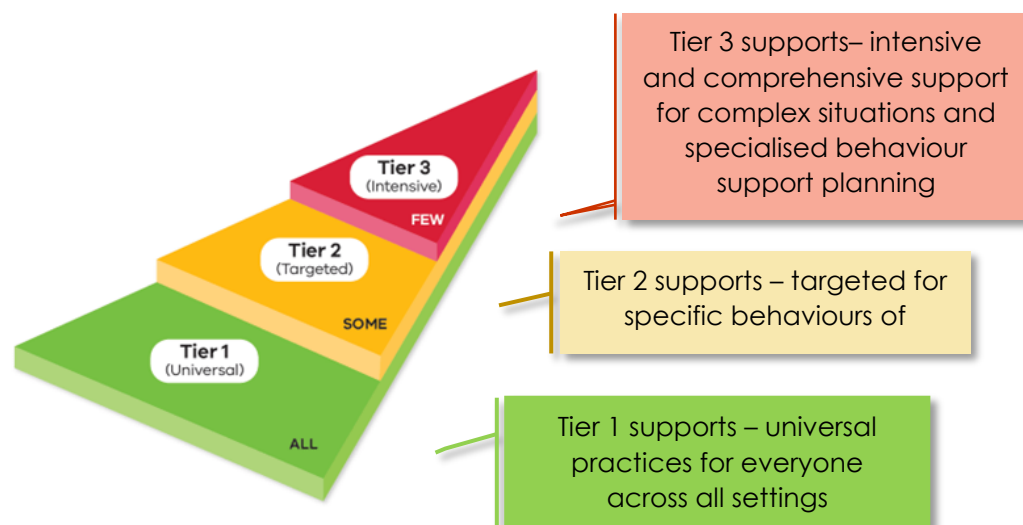 Tier 3 supports– intensive
and comprehensive support
for complex situations and
specialised behaviour
support planning
Tier 3
(Intensive)
FEW
Tier 2
(Targeted)
SOME
Tier 2 supports – targeted for
specific behaviours of
Tier 1
(Universal)
ALL
Tier 1 supports – universal
practices for everyone
across all settings